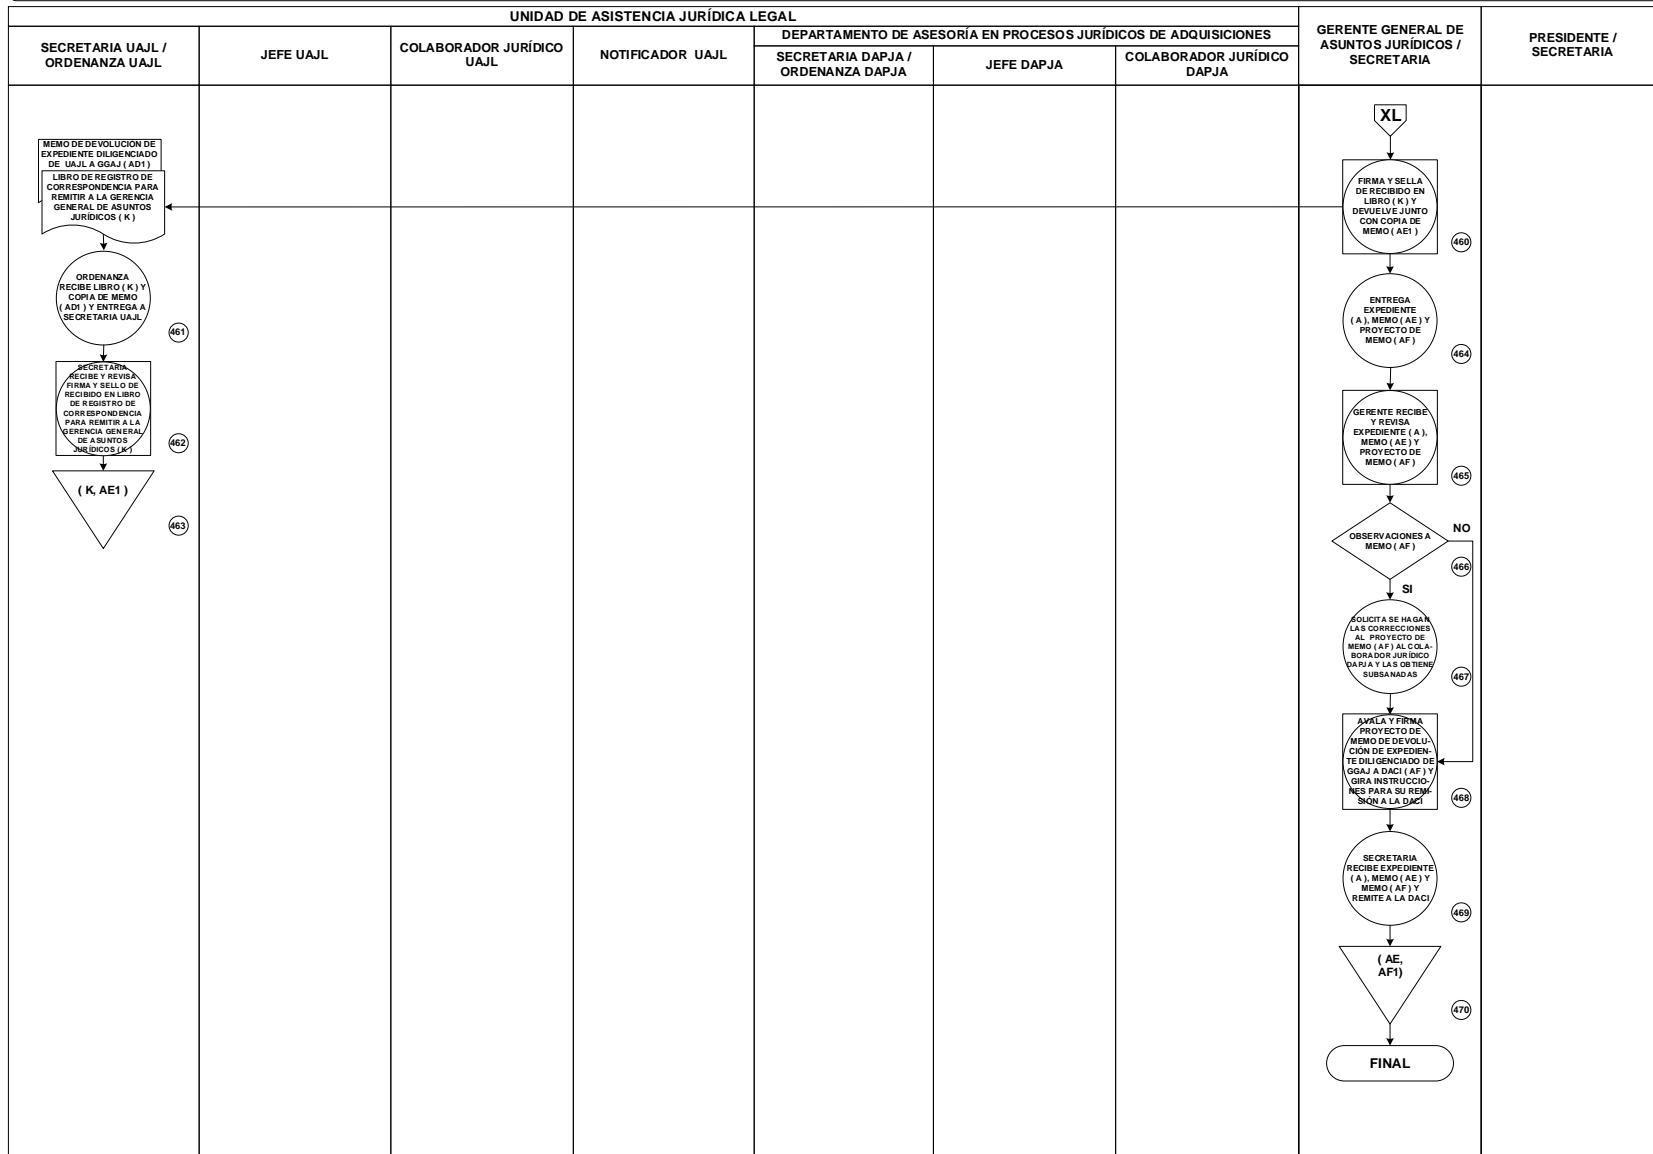 UNIDAD DE ASISTENCIA JURÍDICA LEGAL
SECRETARIA UAJL /
ORDENANZA UAJL
JEFE UAJL
COLABORADOR JURÍDICO
UAJL
NOTIFICADOR UAJL
DEPARTAMENTO DE ASESORÍA EN PROCESOS JURÍDICOS DE ADQUISICIONES
SECRETARIA DAPJA /
ORDENANZA DAPJA
JEFE DAPJA
COLABORADOR JURÍDICO
DAPJA
GERENTE GENERAL DE
ASUNTOS JURÍDICOS /
SECRETARIA
PRESIDENTE /
SECRETARIA
MEMO DE DEVOLUCIÓN DE
EXPEDIENTE DILIGENCIADO
DE UAJL A GGAJ ( AD1 )
LIBRO DE REGISTRO DE
CORRESPONDENCIA PARA
REMITIR A LA GERENCIA
GENERAL DE ASUNTOS
JURÍDICOS ( K )
ORDENANZA
RECIBE LIBRO ( K ) Y
COPIA DE MEMO
( AD1 ) Y ENTREGA A
SECRETARIA UAJL
461
SECRETARIA
RECIBE Y REVISA
FIRMA Y SELLO DE
RECIBIDO EN LIBRO
DE REGISTRO DE
CORRESPONDENCIA
PARA REMITIR A LA
GERENCIA GENERAL
DE ASUNTOS
JURÍDICOS ( K )
462
( K, AE1 )
463
XL
FIRMA Y SELLA
DE RECIBIDO EN
LIBRO ( K ) Y
DEVUELVE JUNTO
CON COPIA DE
MEMO ( AE1 )
460
ENTREGA
EXPEDIENTE
( A ), MEMO ( AE ) Y
PROYECTO DE
MEMO ( AF )
464
GERENTE RECIBE
Y REVISA
EXPEDIENTE ( A ),
MEMO ( AE ) Y
PROYECTO DE
MEMO ( AF )
465
OBSERVACIONES A
MEMO ( AF )
NO
466
SI
SOLICITA SE HAGAN
LAS CORRECCIONES
AL PROYECTO DE
MEMO ( AF ) AL COLA-
BORADOR JURÍDICO
DAPJA Y LAS OBTIENE
SUBSANADAS
467
AVALA Y FIRMA
PROYECTO DE
MEMO DE DEVOLU-
CIÓN DE EXPEDIEN-
TE DILIGENCIADO DE
GGAJ A DACI ( AF ) Y
GIRA INSTRUCCIO-
NES PARA SU REMI-
SIÓN A LA DACI
468
SECRETARIA
RECIBE EXPEDIENTE
( A ), MEMO ( AE ) Y
MEMO ( AF ) Y
REMITE A LA DACI
469
( AE,
AF1)
470
FINAL